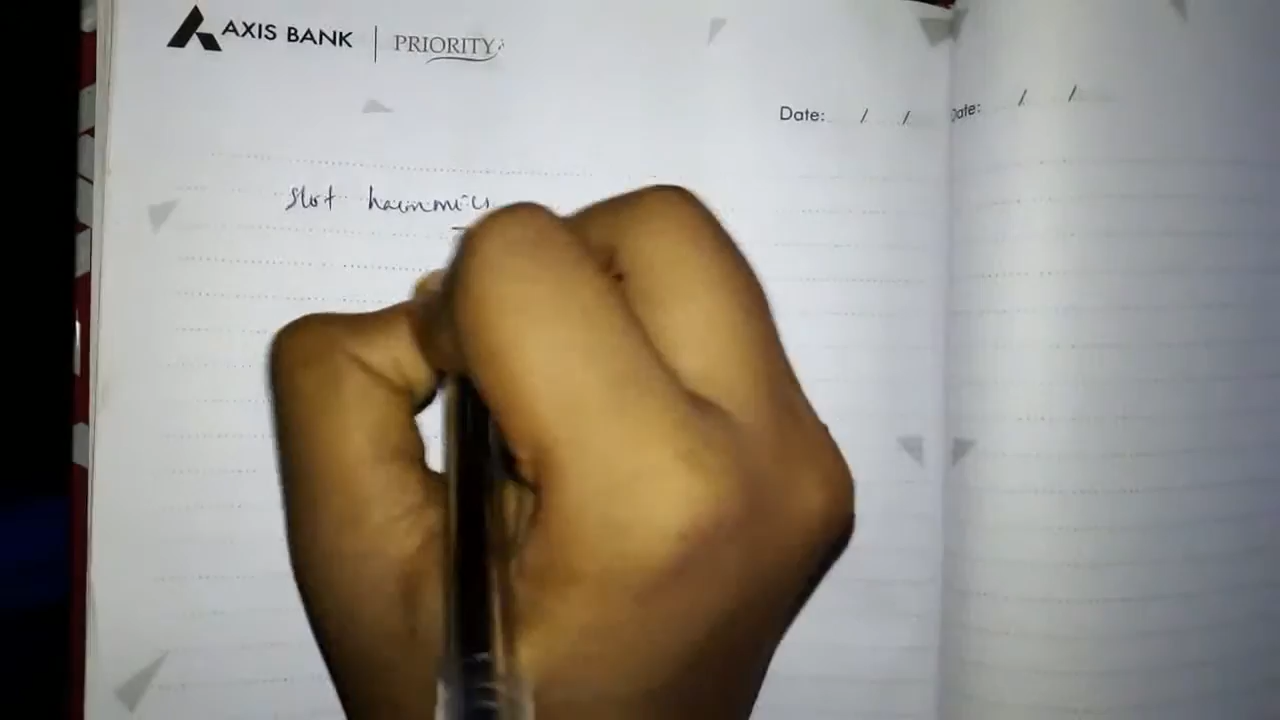 AXIS BANK | PRIORITY
Date: / /
Date: / /
Slot harmonics